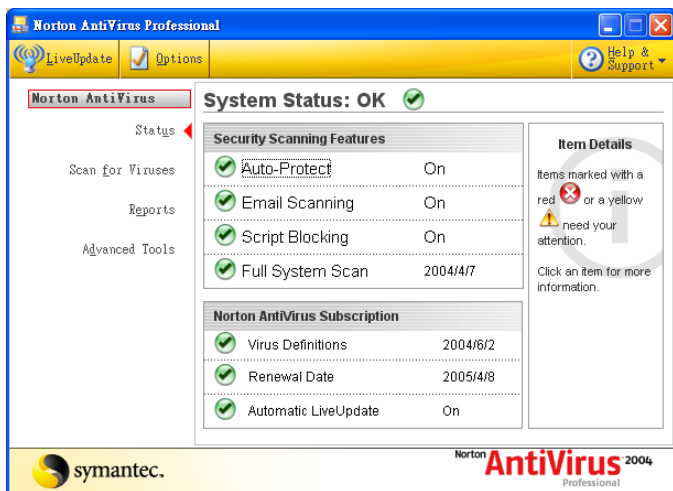 Norton AntiVirus Professional
LiveUpdate
Options
Help &
Support
Norton AntiVirus
Status
Scan for Viruses
Reports
Advanced Tools
System Status: OK
Security Scanning Features
Auto-Protect On
Email Scanning On
Script Blocking On
Full System Scan 2004/4/7
Norton AntiVirus Subscription
Virus Definitions 2004/6/2
Renewal Date 2005/4/8
Automatic LiveUpdate On
Item Details
Items marked with a
red or a yellow
need your
attention.
Click an item for more
information.
symantec.
Norton AntiVirus 2004
Professional